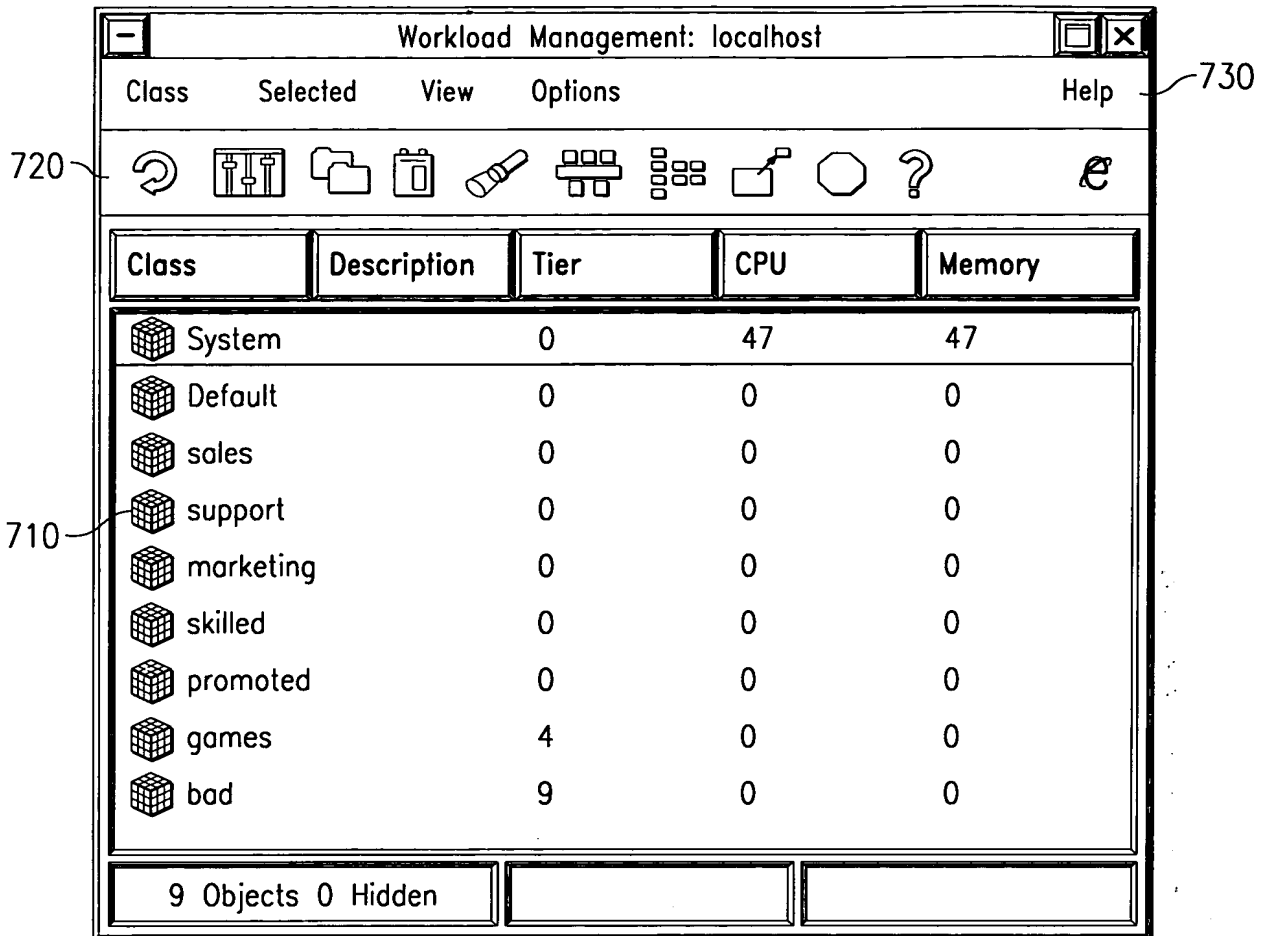 Workload Management: localhost
Class Selected View Options Help
730
720
? e
Class Description Tier CPU Memory
System 0 47 47
Default 0 0 0
sales 0 0 0
710 support 0 0 0
marketing 0 0 0
skilled 0 0 0
promoted 0 0 0
games 4 0 0
bad 9 0 0
9 Objects 0 Hidden